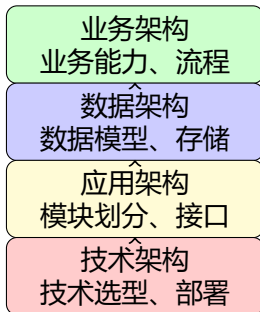 业务架构
业务能力、流程
数据架构
数据模型、存储
应用架构
模块划分、接口
技术架构
技术选型、部署